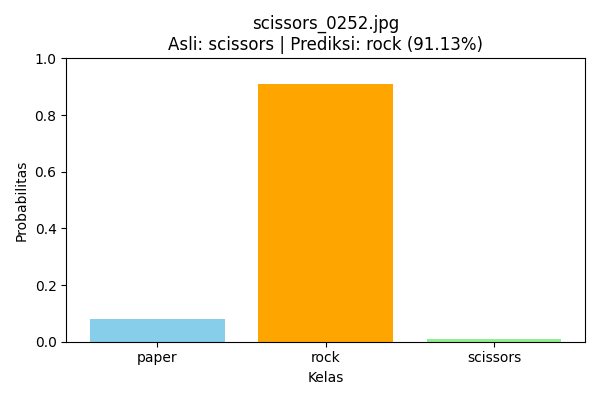 scissors_0252.jpg
Asli: scissors | Prediksi: rock (91.13%)
1.0
0.8
0.6
0.4
0.2
0.0
Probabilitas
paper
rock
scissors
Kelas